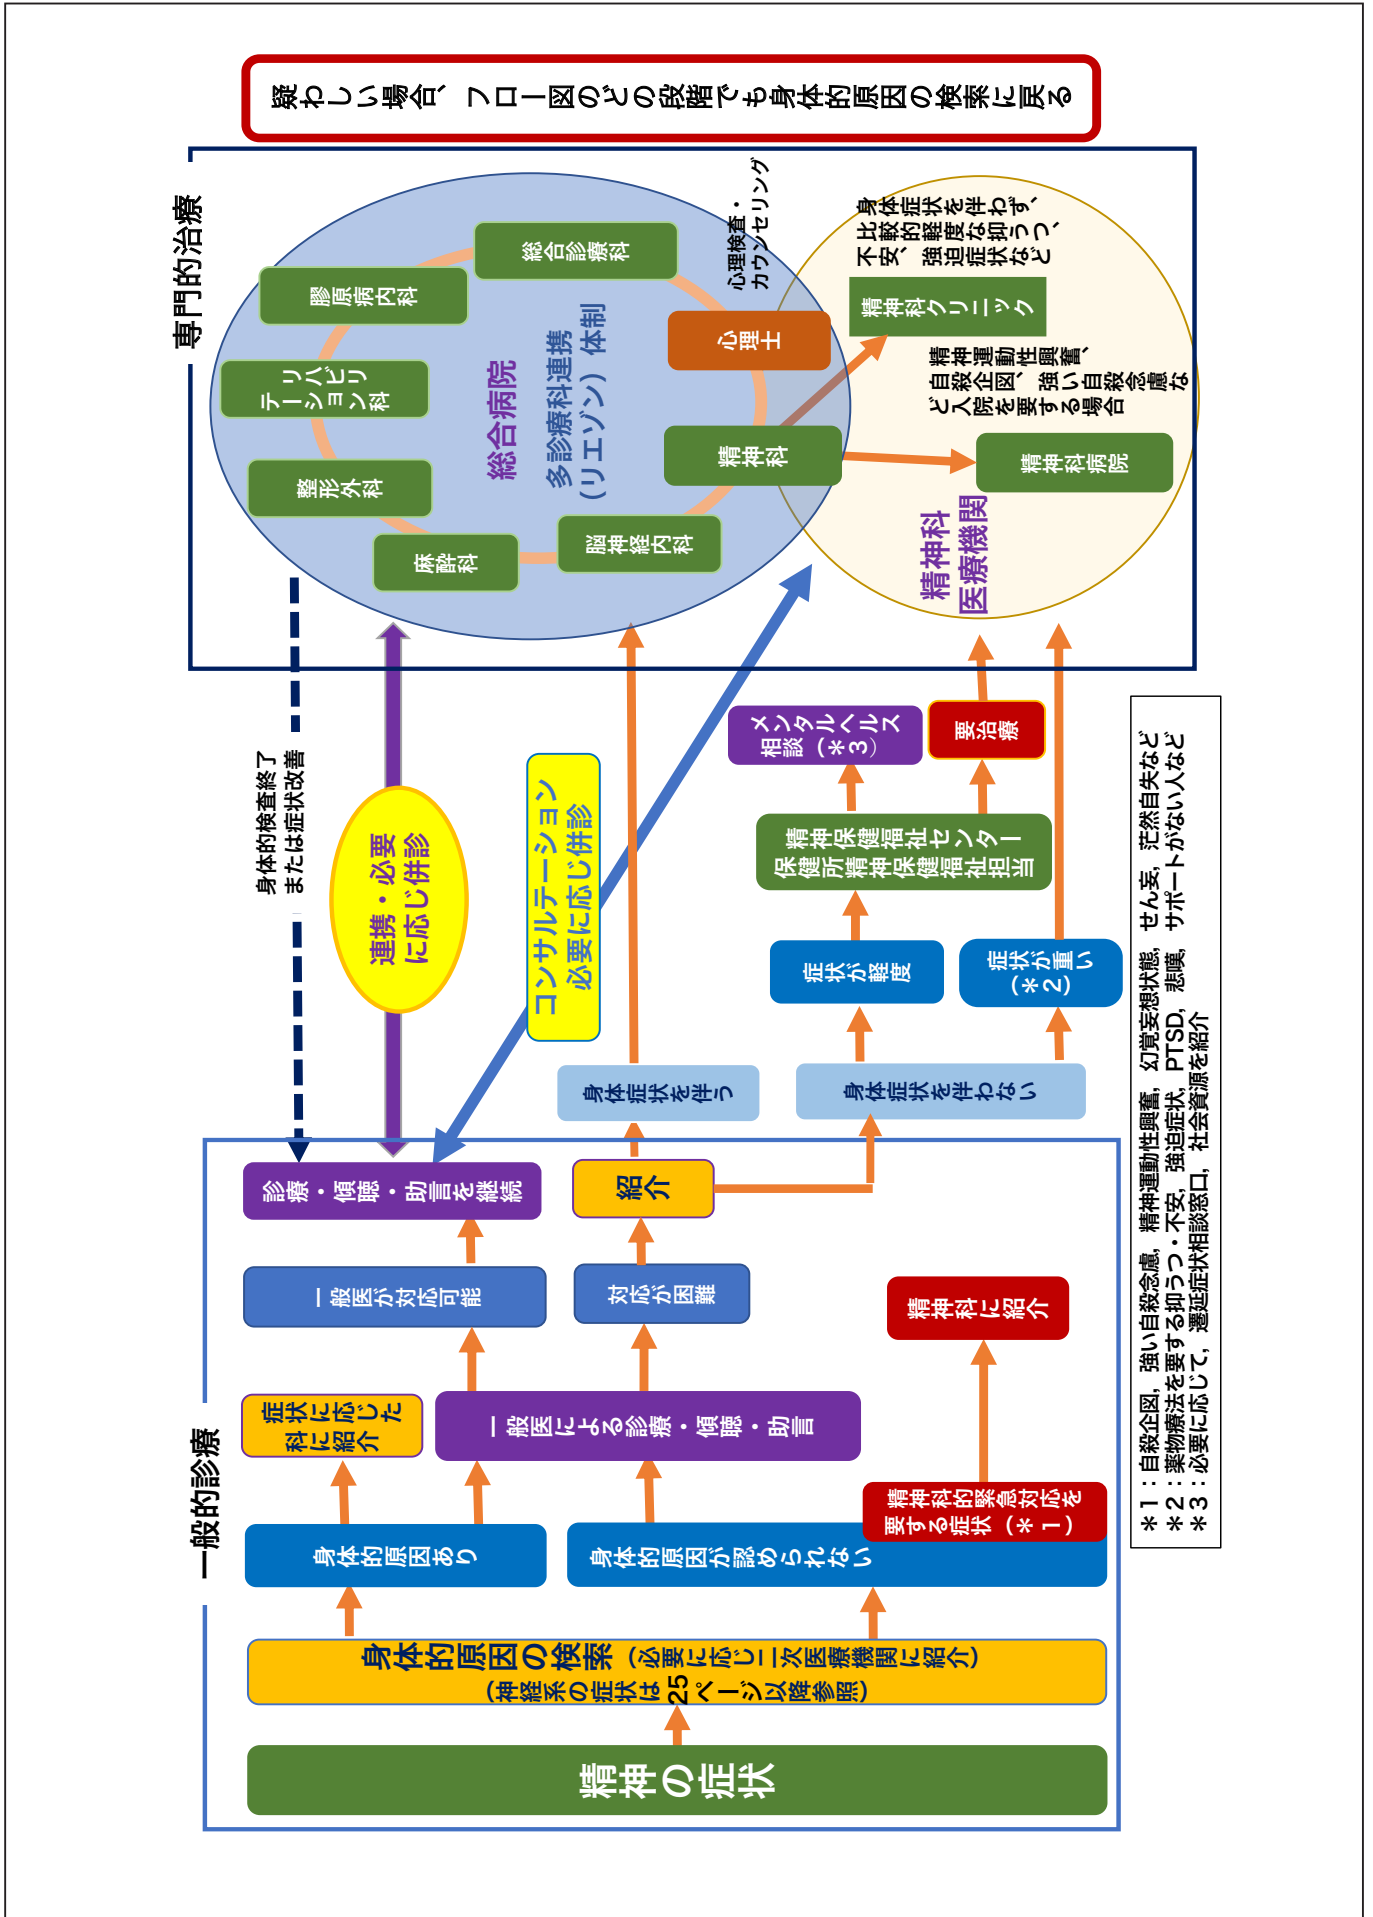 疑わしい場合、フロー図のどの段階でも身体的原因の検索に戻る
一般的診療
精神の症状
身体的原因の検索（必要に応じ二次医療機関に紹介）
（神経系の症状は25ページ以降参照）
身体的原因あり
身体的原因が認められない
精神科的緊急対応を
要する症状（＊１）
症状に応じた
科に紹介
一般医による診療・傾聴・助言
精神科に紹介
一般医が対応可能
対応が困難
診療・傾聴・助言を継続
紹介
身体症状を伴う
身体症状を伴わない
症状が軽度
症状が重い
（＊２）
精神保健福祉センター
保健所精神保健福祉担当
メンタルヘルス
相談（＊３）
要治療
身体的検査終了
または症状改善
連携・必要
に応じ併診
コンサルテーション
必要に応じ併診
専門的治療
総合病院
多診療科連携
（リエゾン）体制
麻酔科
整形外科
リハビリ
テーション科
膠原病内科
総合診療科
心理士
心理検査・
カウンセリング
精神科
脳神経内科
精神科
医療機関
精神科病院
精神運動性興奮、
自殺企図、強い自殺念慮な
ど入院を要する場合
精神科クリニック
身体症状を伴わず、
比較的軽度な抑うつ、
不安、強迫症状など
＊１：自殺企図，強い自殺念慮，精神運動性興奮，幻覚妄想状態，せん妄，茫然自失など
＊２：薬物療法を要する抑うつ・不安，強迫症状，PTSD，悲嘆，サポートがない人など
＊３：必要に応じて，遷延症状相談窓口，社会資源を紹介